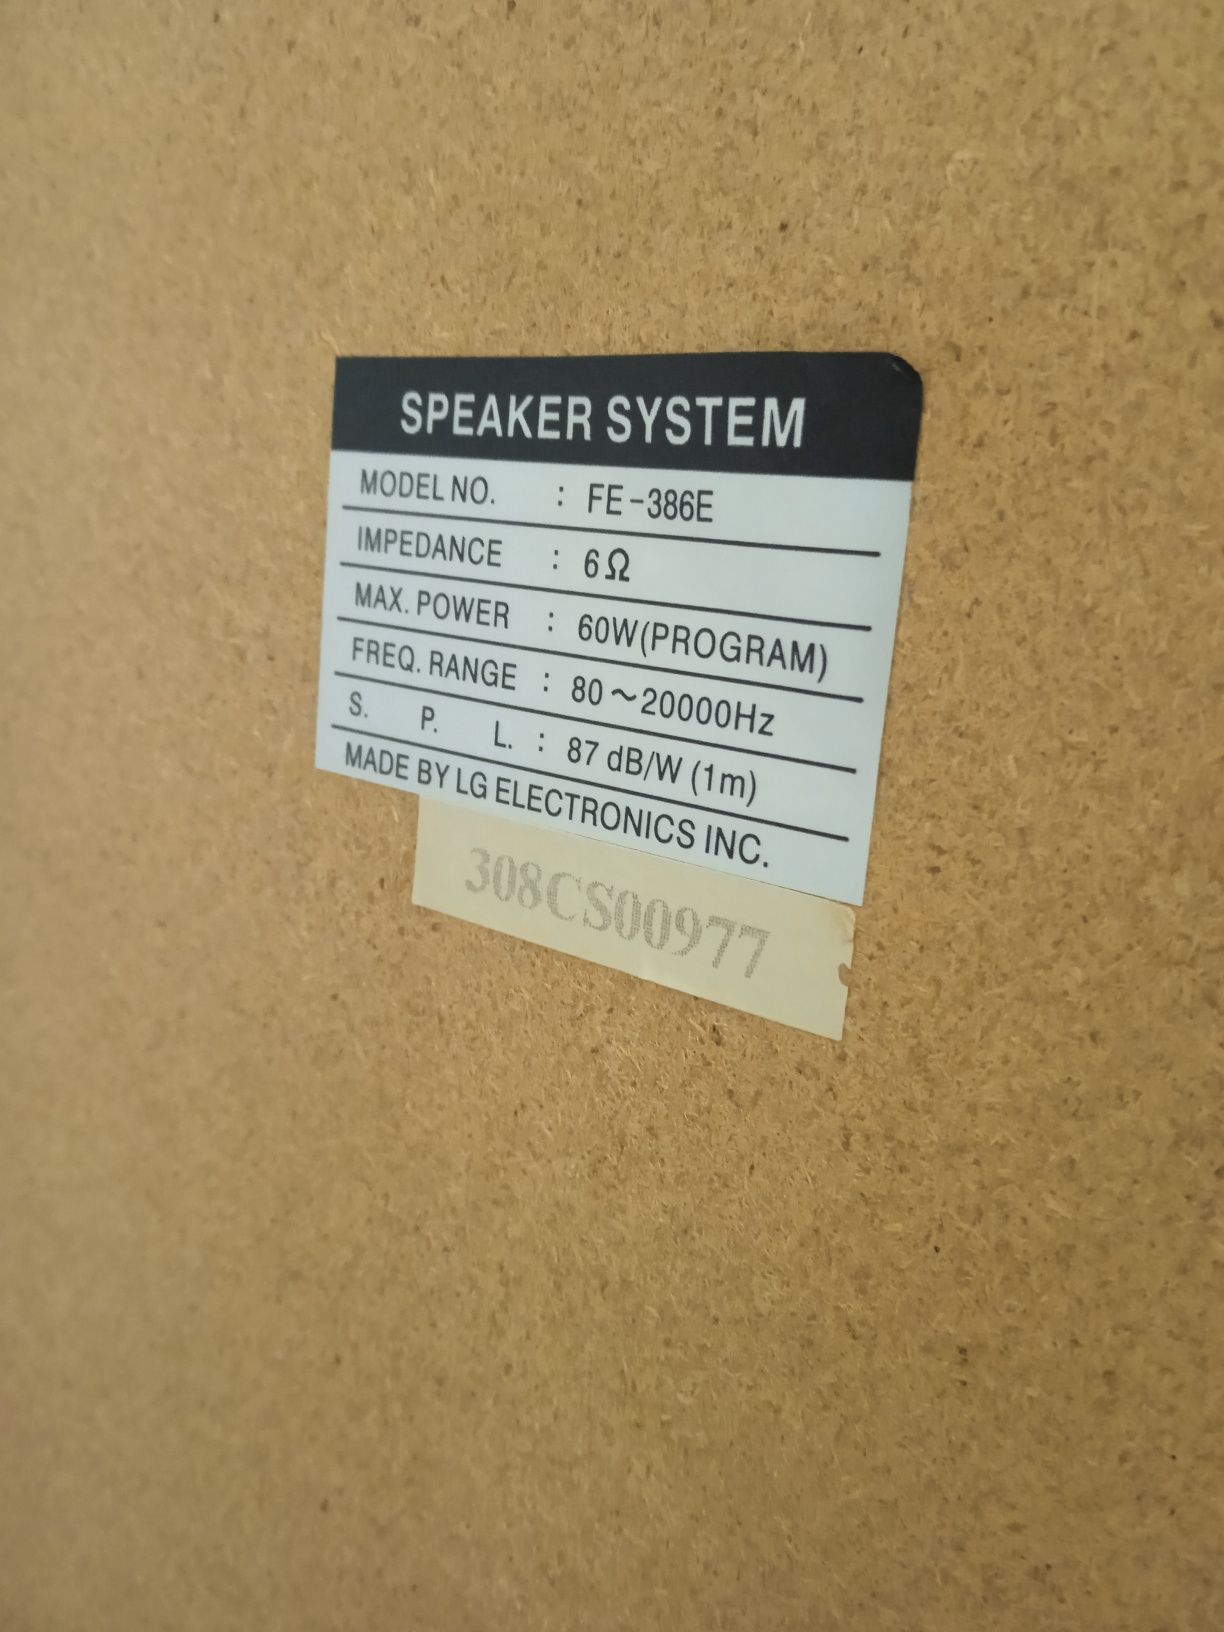 SPEAKER SYSTEM
MODEL NO. : FE-386E
IMPEDANCE : 6Ω
MAX. POWER : 60W(PROGRAM)
FREQ. RANGE : 80~20000Hz
S. P. L. : 87 dB/W (1m)
MADE BY LG ELECTRONICS INC.
308CS00977